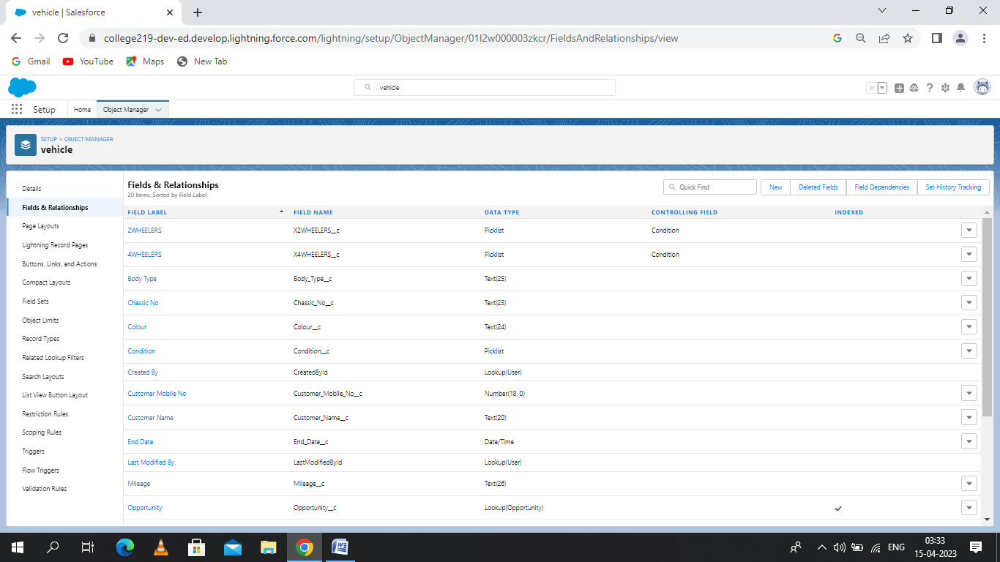 vehicle | Salesforce
college219-dev-ed.develop.lightning.force.com/lightning/setup/ObjectManager/01I2w000003zkcr/FieldsAndRelationships/view
Gmail YouTube Maps New Tab
vehicle
Setup Home Object Manager
SETUP > OBJECT MANAGER
vehicle
Details
Fields & Relationships
Page Layouts
Lightning Record Pages
Buttons, Links, and Actions
Compact Layouts
Field Sets
Object Limits
Record Types
Related Lookup Filters
Search Layouts
List View Button Layout
Restriction Rules
Scoping Rules
Triggers
Flow Triggers
Validation Rules
Fields & Relationships
20 Items, Sorted by Field Label
Quick Find New Deleted Fields Field Dependencies Set History Tracking
FIELD LABEL FIELD NAME DATA TYPE CONTROLLING FIELD INDEXED
2WHEELERS X2WHEELERS__c Picklist Condition
4WHEELERS X4WHEELERS__c Picklist Condition
Body Type Body_Type__c Text(25)
Chassic No Chassic_No__c Text(23)
Colour Colour__c Text(24)
Condition Condition__c Picklist
Created By CreatedById Lookup(User)
Customer Mobile No Customer_Mobile_No__c Number(18, 0)
Customer Name Customer_Name__c Text(20)
End Date End_Date__c Date/Time
Last Modified By LastModifiedById Lookup(User)
Mileage Mileage__c Text(26)
Opportunity Opportunity__c Lookup(Opportunity)
ENG
03:33
15-04-2023